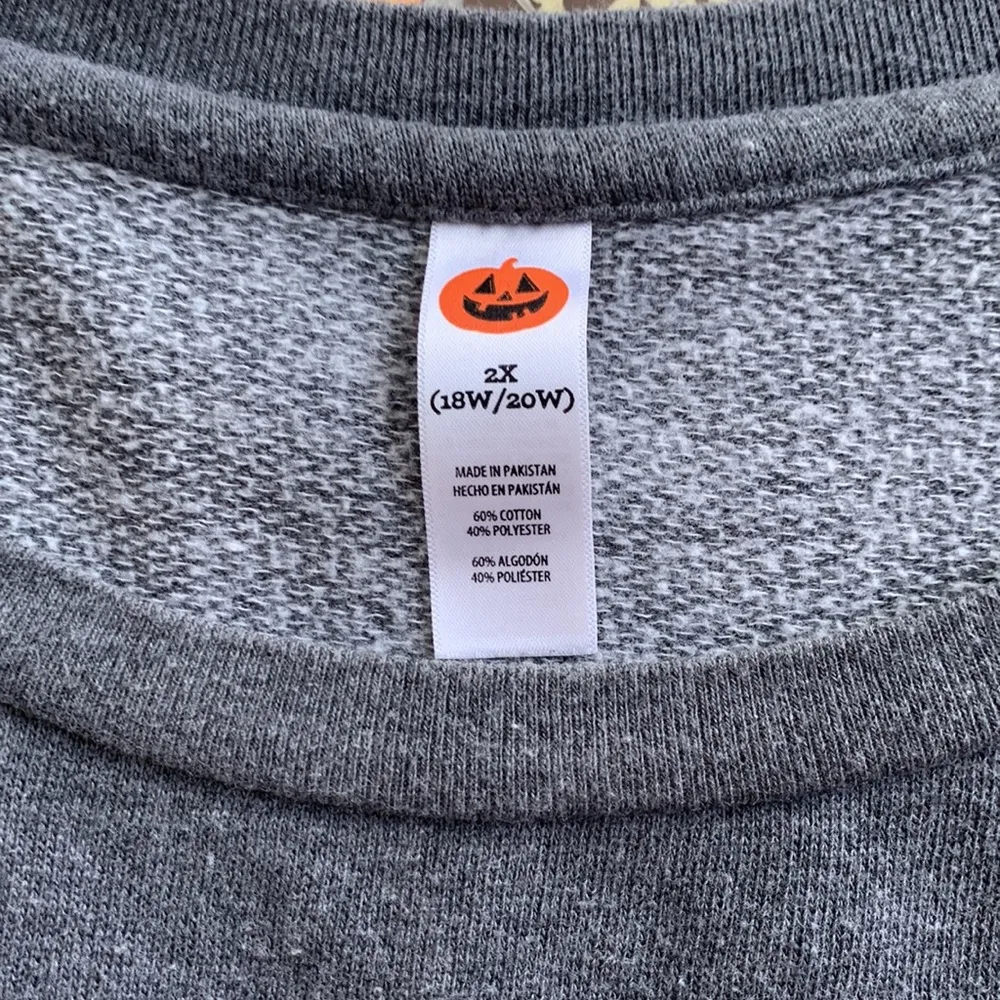 2X
(18W/20W)
MADE IN PAKISTAN
HECHO EN PAKISTÁN
60% COTTON
40% POLYESTER
60% ALGODÓN
40% POLIÉSTER